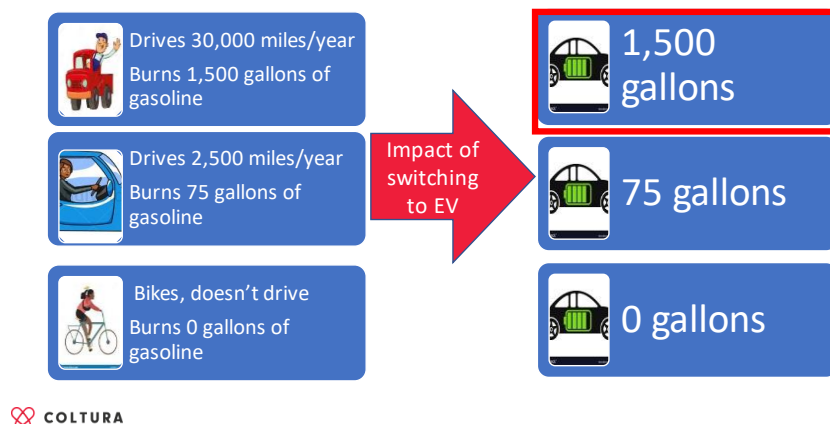 Drives 30,000 miles/year
Burns 1,500 gallons of
gasoline
1,500
gallons
Drives 2,500 miles/year
Burns 75 gallons of
gasoline
Impact of
switching
to EV
75 gallons
Bikes, doesn't drive
Burns 0 gallons of
gasoline
0 gallons
COLTURA